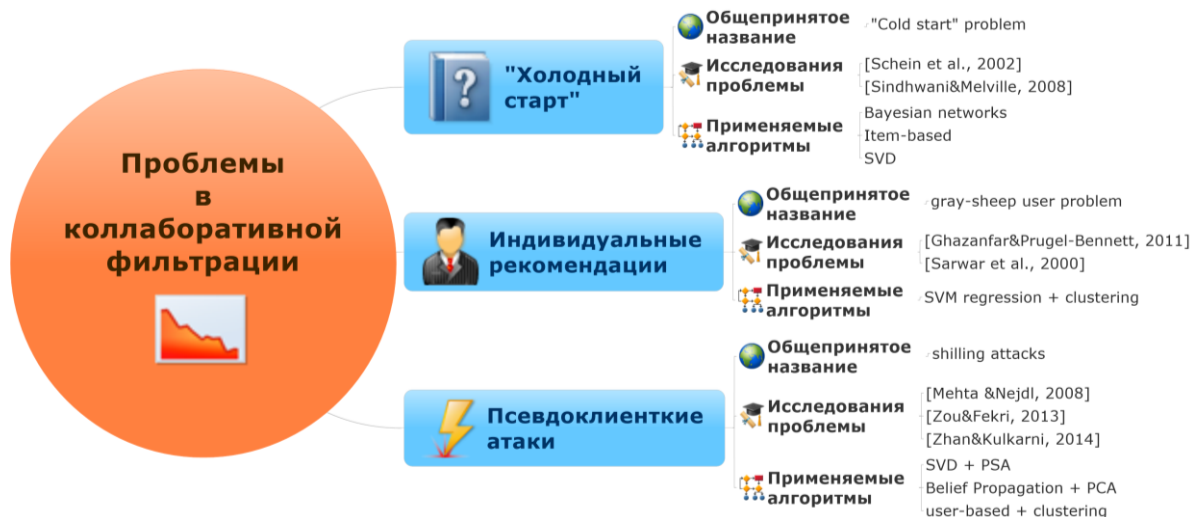 Проблемы
в
коллаборативной
фильтрации
"Холодный
старт"
Общепринятое
название
"Cold start" problem
Исследования
проблемы
[Schein et al., 2002]
[Sindhwani&Melville, 2008]
Применяемые
алгоритмы
Bayesian networks
Item-based
SVD
Индивидуальные
рекомендации
Общепринятое
название
gray-sheep user problem
Исследования
проблемы
[Ghazanfar&Prugel-Bennett, 2011]
[Sarwar et al., 2000]
Применяемые
алгоритмы
SVM regression + clustering
Псевдоклиенткие
атаки
Общепринятое
название
shilling attacks
Исследования
проблемы
[Mehta &Nejdl, 2008]
[Zou&Fekri, 2013]
[Zhan&Kulkarni, 2014]
Применяемые
алгоритмы
SVD + PSA
Belief Propagation + PCA
user-based + clustering